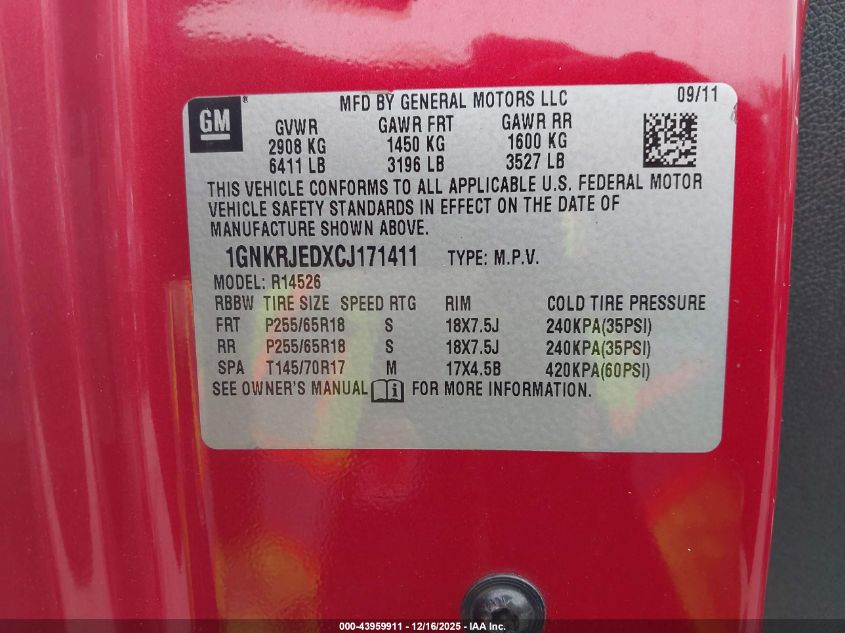 GM ®
MFD BY GENERAL MOTORS LLC 09/11
GVWR GAWR FRT GAWR RR
2908 KG 1450 KG 1600 KG
6411 LB 3196 LB 3527 LB
THIS VEHICLE CONFORMS TO ALL APPLICABLE U.S. FEDERAL MOTOR
VEHICLE SAFETY STANDARDS IN EFFECT ON THE DATE OF
MANUFACTURE SHOWN ABOVE.
1GNKRJEDXCJ171411 TYPE: M.P.V.
MODEL: R14526
RBBW TIRE SIZE SPEED RTG RIM COLD TIRE PRESSURE
FRT P255/65R18 S 18X7.5J 240KPA(35PSI)
RR P255/65R18 S 18X7.5J 240KPA(35PSI)
SPA T145/70R17 M 17X4.5B 420KPA(60PSI)
SEE OWNER'S MANUAL FOR MORE INFORMATION.
000-43959911 - 12/16/2025 - IAA Inc.